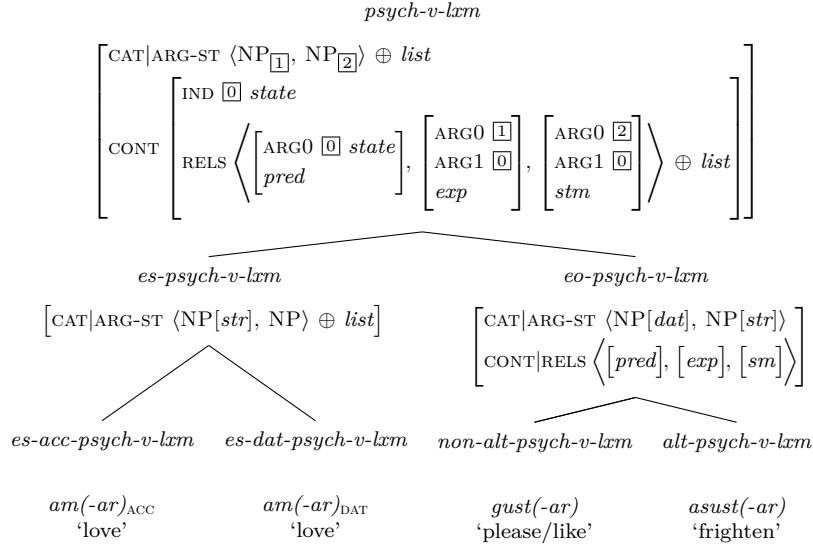 psych-v-lxm
CAT|ARG-ST ⟨NP[1], NP[2]⟩ ⊕ list
IND [0] state
CONT RELS ⟨[ARG0 [0] state, pred], [ARG0 [1], ARG1 [0], exp], [ARG0 [2], ARG1 [0], stm]⟩ ⊕ list
es-psych-v-lxm eo-psych-v-lxm
[CAT|ARG-ST ⟨NP[str], NP⟩ ⊕ list] CAT|ARG-ST ⟨NP[dat], NP[str]⟩
CONT|RELS ⟨[pred], [exp], [sm]⟩
es-acc-psych-v-lxm es-dat-psych-v-lxm non-alt-psych-v-lxm alt-psych-v-lxm
am(-ar)ACC am(-ar)DAT gust(-ar) asust(-ar)
‘love’ ‘love’ ‘please/like’ ‘frighten’